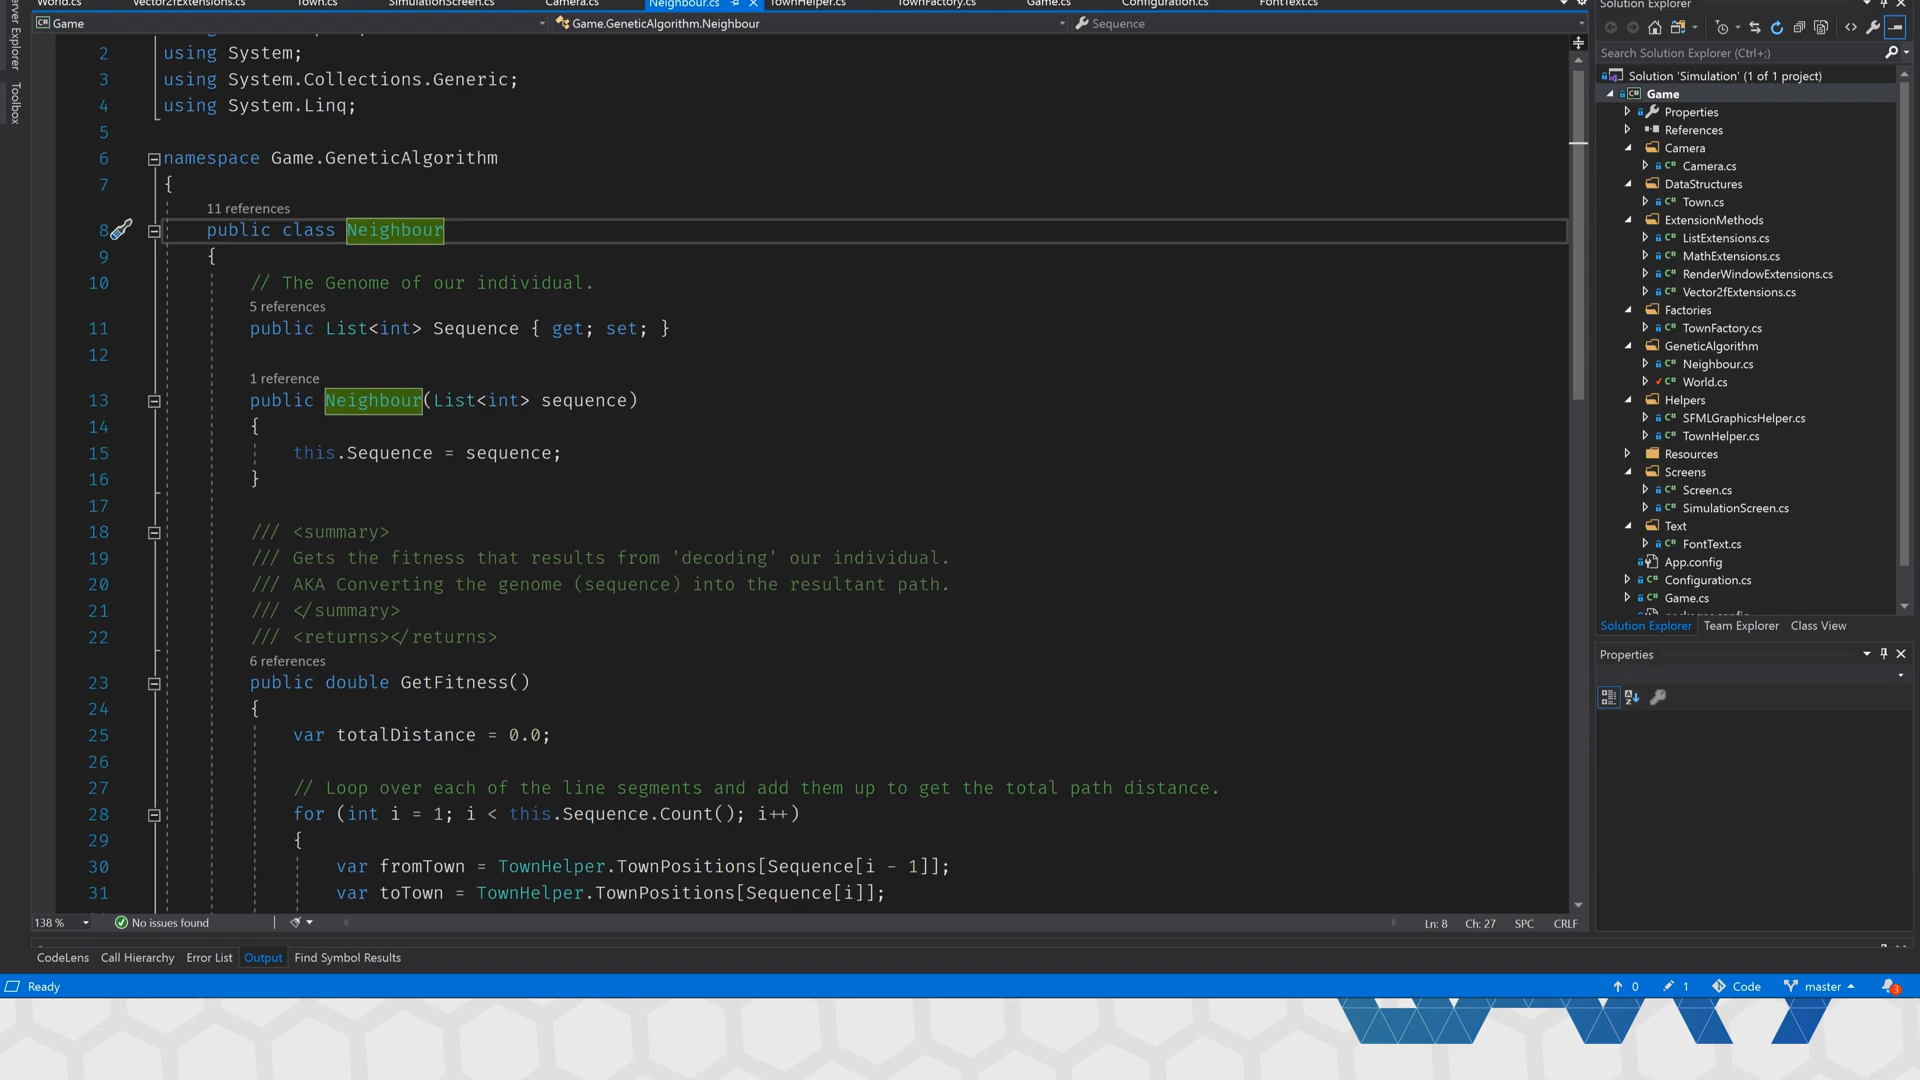 World.cs Vector2fExtensions.cs Town.cs SimulationScreen.cs Camera.cs Neighbour.cs TownHelper.cs TownFactory.cs Game.cs Configuration.cs FontText.cs
Game Game.GeneticAlgorithm.Neighbour Sequence
Server Explorer
Toolbox
2 using System;
3 using System.Collections.Generic;
4 using System.Linq;
5
6 namespace Game.GeneticAlgorithm
7 {
11 references
8 public class Neighbour
9 {
10 // The Genome of our individual.
5 references
11 public List<int> Sequence { get; set; }
12
1 reference
13 public Neighbour(List<int> sequence)
14 {
15 this.Sequence = sequence;
16 }
17
18 /// <summary>
19 /// Gets the fitness that results from 'decoding' our individual.
20 /// AKA Converting the genome (sequence) into the resultant path.
21 /// </summary>
22 /// <returns></returns>
6 references
23 public double GetFitness()
24 {
25 var totalDistance = 0.0;
26
27 // Loop over each of the line segments and add them up to get the total path distance.
28 for (int i = 1; i < this.Sequence.Count(); i++)
29 {
30 var fromTown = TownHelper.TownPositions[Sequence[i - 1]];
31 var toTown = TownHelper.TownPositions[Sequence[i]];
138 % No issues found Ln: 8 Ch: 27 SPC CRLF
CodeLens Call Hierarchy Error List Output Find Symbol Results
Ready 0 1 Code master 3
Solution Explorer
Search Solution Explorer (Ctrl+;)
Solution 'Simulation' (1 of 1 project)
C# Game
Properties
References
Camera
C# Camera.cs
DataStructures
C# Town.cs
ExtensionMethods
C# ListExtensions.cs
C# MathExtensions.cs
C# RenderWindowExtensions.cs
C# Vector2fExtensions.cs
Factories
C# TownFactory.cs
GeneticAlgorithm
C# Neighbour.cs
C# World.cs
Helpers
C# SFMLGraphicsHelper.cs
C# TownHelper.cs
Resources
Screens
C# Screen.cs
C# SimulationScreen.cs
Text
C# FontText.cs
App.config
C# Configuration.cs
C# Game.cs
Solution Explorer Team Explorer Class View
Properties